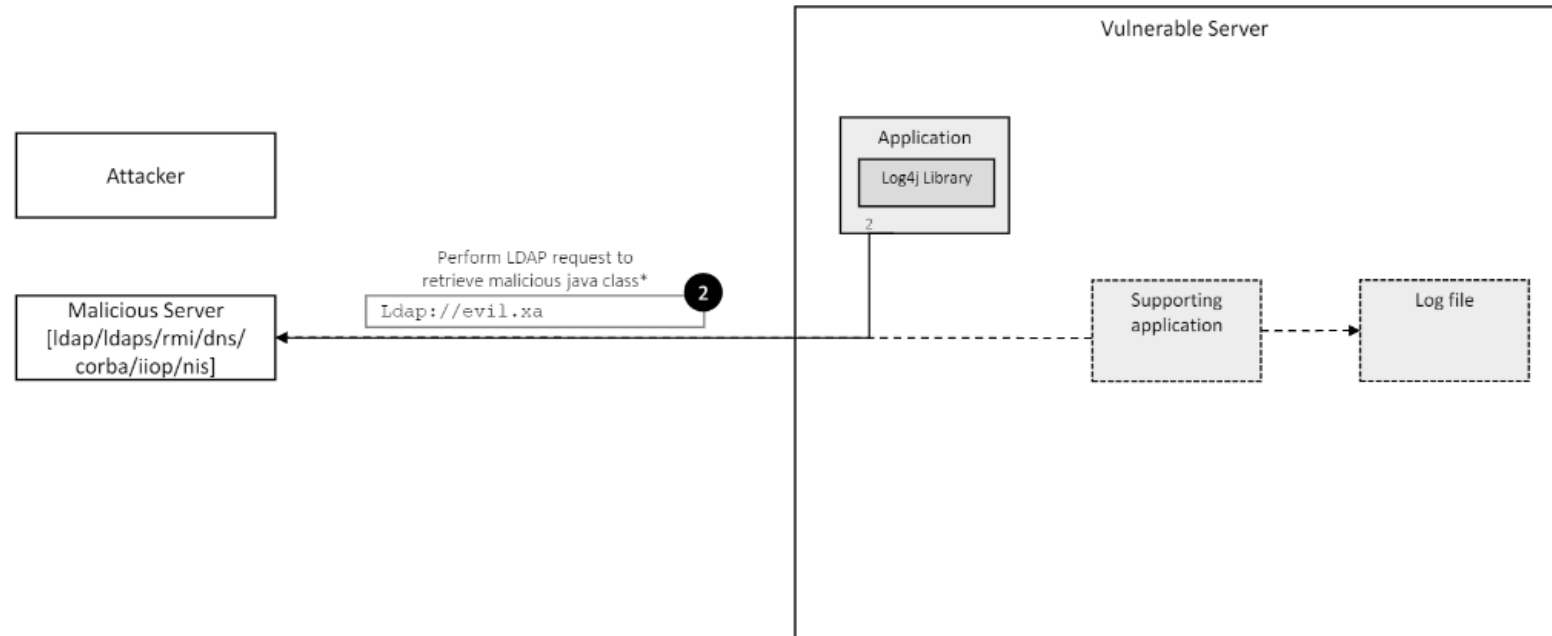 Vulnerable Server
Attacker
Application
Log4j Library
2
Perform LDAP request to
retrieve malicious java class*
2
Ldap://evil.xa
Malicious Server
[ldap/ldaps/rmi/dns/
corba/iiop/nis]
Supporting
application
Log file